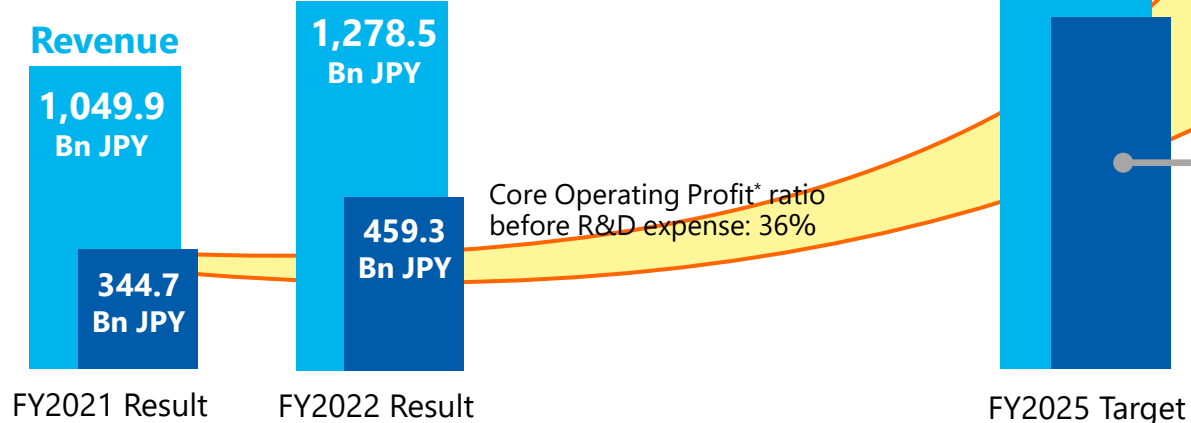 Revenue
1,049.9
Bn JPY
344.7
Bn JPY
FY2021 Result
1,278.5
Bn JPY
459.3
Bn JPY
FY2022 Result
Core Operating Profit* ratio
before R&D expense: 36%
FY2025 Target